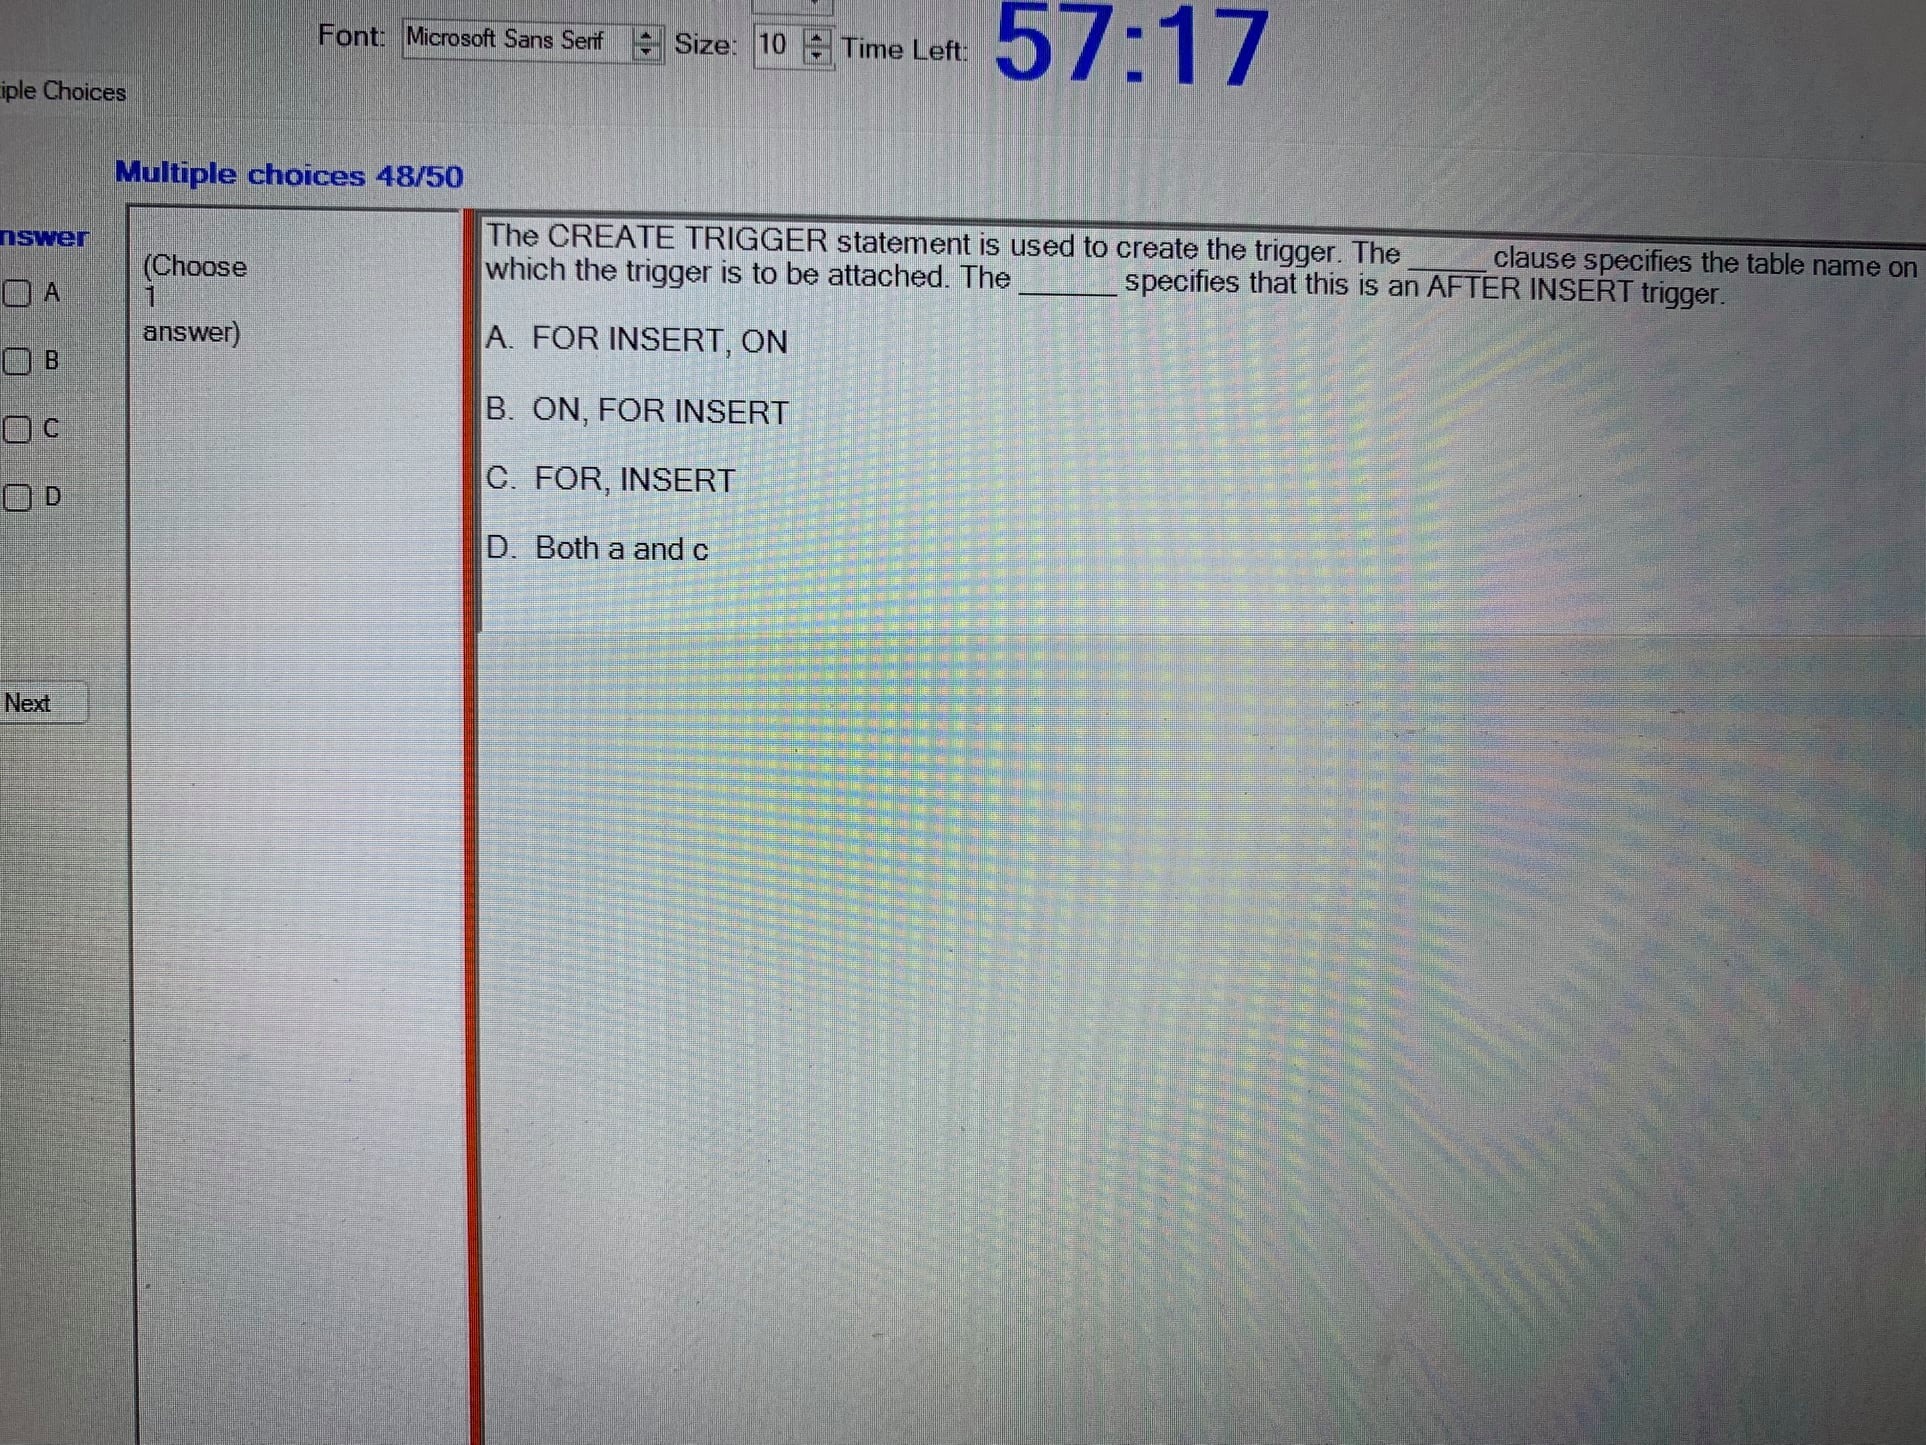 Font: Microsoft Sans Serif Size: 10 Time Left: 57:17
iple Choices
Multiple choices 48/50
nswer
A
B
C
D
Next
(Choose
1
answer)
The CREATE TRIGGER statement is used to create the trigger. The _____ clause specifies the table name on
which the trigger is to be attached. The ______ specifies that this is an AFTER INSERT trigger.
A. FOR INSERT, ON
B. ON, FOR INSERT
C. FOR, INSERT
D. Both a and c